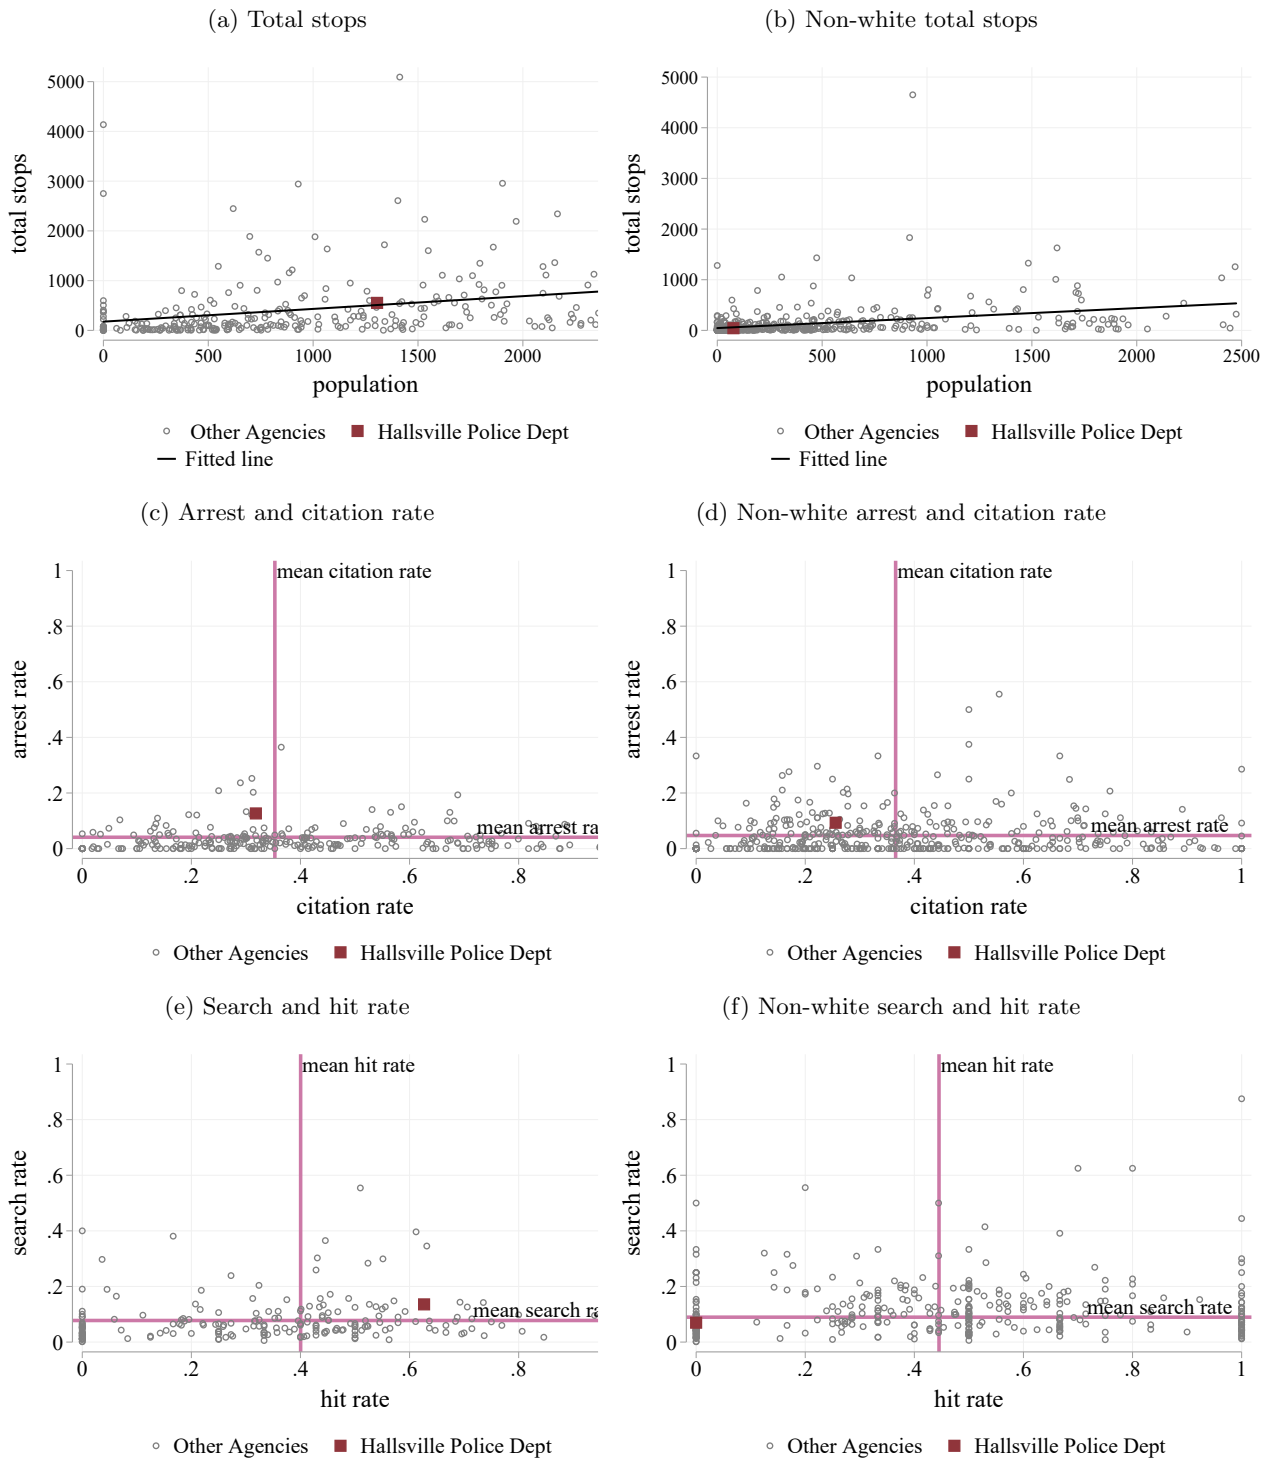 (a) Total stops
(b) Non-white total stops
total stops
5000
4000
3000
2000
1000
0
0 500 1000 1500 2000
population
Other Agencies Hallsville Police Dept
Fitted line
total stops
5000
4000
3000
2000
1000
0
0 500 1000 1500 2000 2500
population
Other Agencies Hallsville Police Dept
Fitted line
(c) Arrest and citation rate
(d) Non-white arrest and citation rate
arrest rate
1
.8
.6
.4
.2
0
mean citation rate
mean arrest ra
0 .2 .4 .6 .8
citation rate
Other Agencies Hallsville Police Dept
arrest rate
1
.8
.6
.4
.2
0
mean citation rate
mean arrest rate
0 .2 .4 .6 .8 1
citation rate
Other Agencies Hallsville Police Dept
(e) Search and hit rate
(f) Non-white search and hit rate
search rate
1
.8
.6
.4
.2
0
mean hit rate
mean search ra
0 .2 .4 .6 .8
hit rate
Other Agencies Hallsville Police Dept
search rate
1
.8
.6
.4
.2
0
mean hit rate
mean search rate
0 .2 .4 .6 .8 1
hit rate
Other Agencies Hallsville Police Dept